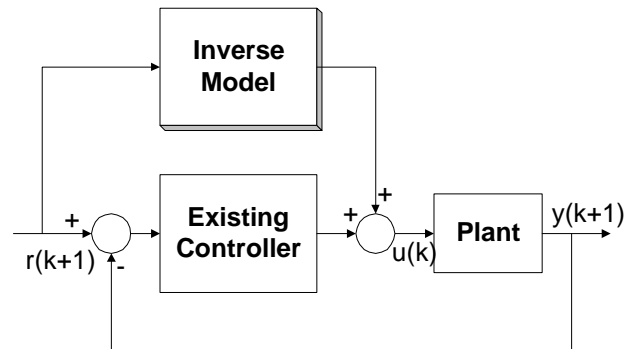 Inverse
Model
+
+
+
Existing
Controller
+
Plant
y(k+1)
r(k+1)
-
u(k)